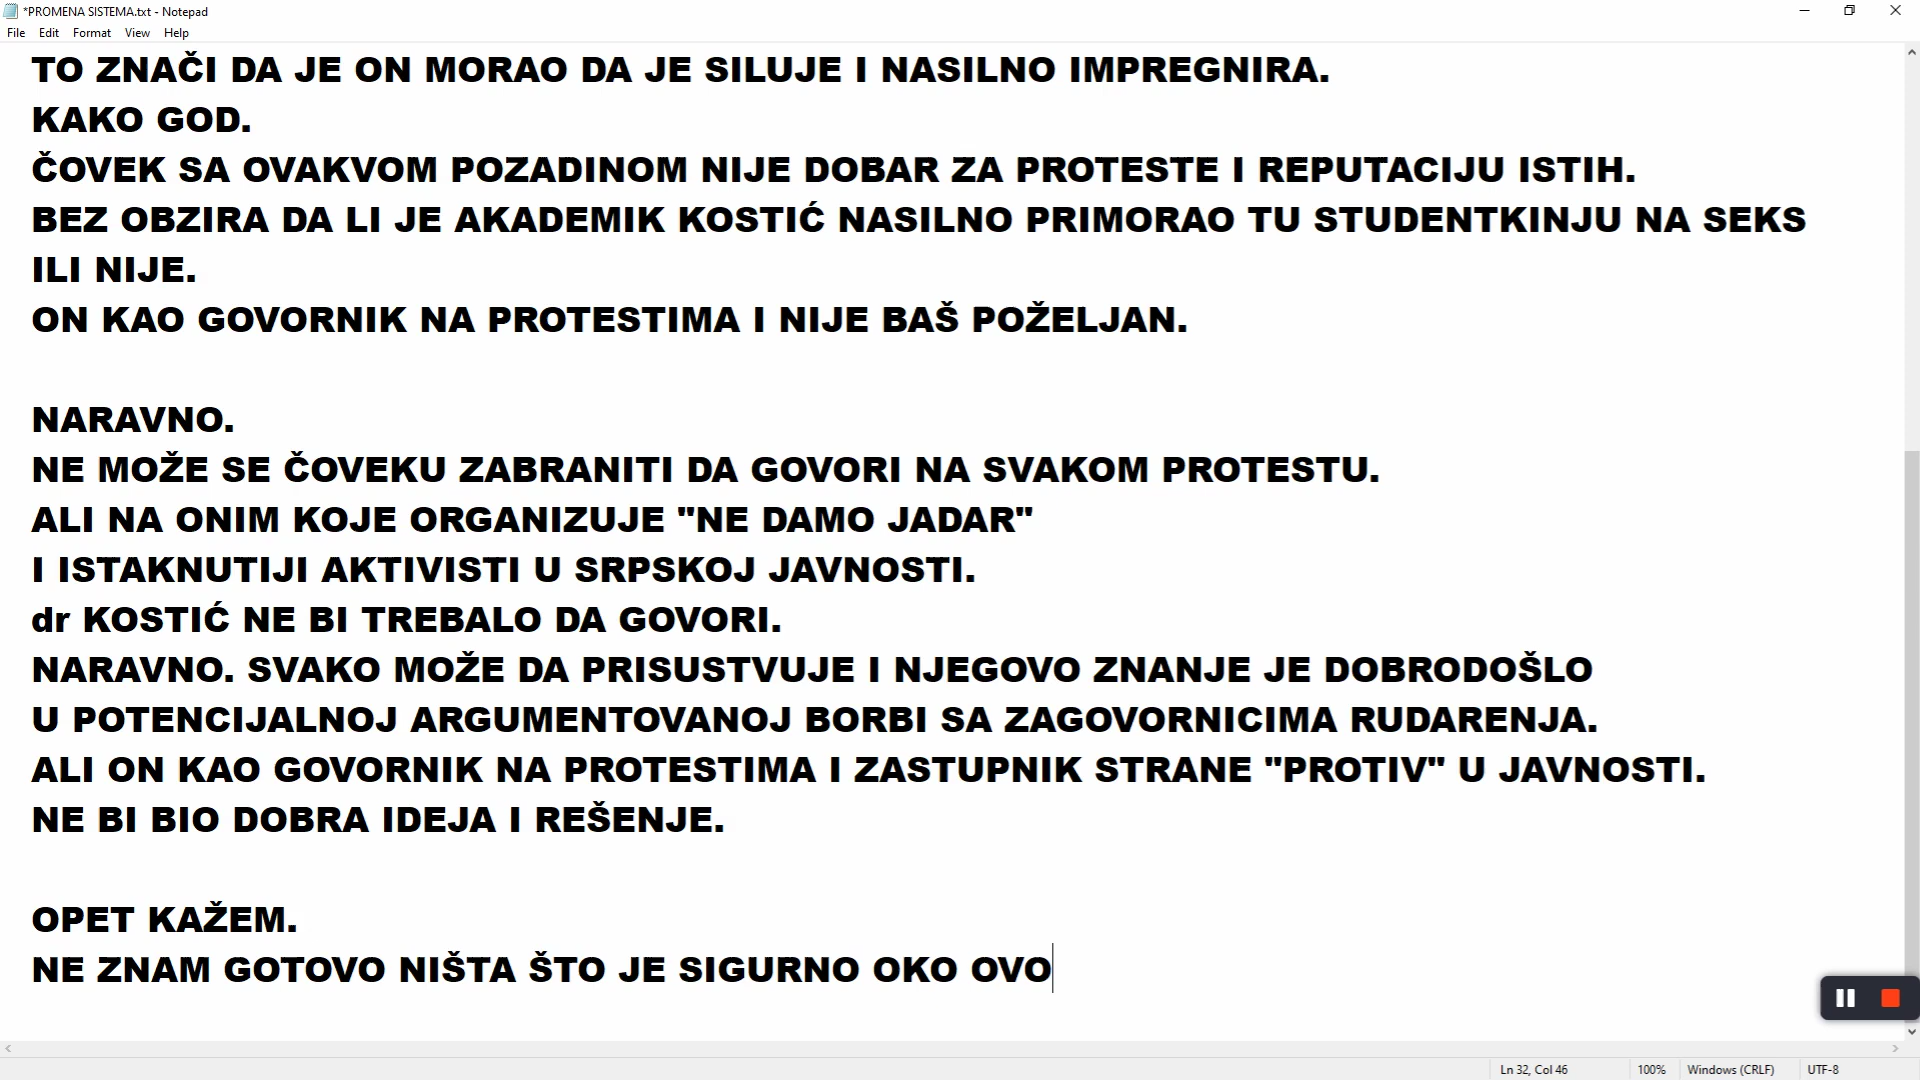 *PROMENA SISTEMA.txt - Notepad
File Edit Format View Help
TO ZNAČI DA JE ON MORAO DA JE SILUJE I NASILNO IMPREGNIRA.
KAKO GOD.
ČOVEK SA OVAKVOM POZADINOM NIJE DOBAR ZA PROTESTE I REPUTACIJU ISTIH.
BEZ OBZIRA DA LI JE AKADEMIK KOSTIĆ NASILNO PRIMORAO TU STUDENTKINJU NA SEKS
ILI NIJE.
ON KAO GOVORNIK NA PROTESTIMA I NIJE BAŠ POŽELJAN.
NARAVNO.
NE MOŽE SE ČOVEKU ZABRANITI DA GOVORI NA SVAKOM PROTESTU.
ALI NA ONIM KOJE ORGANIZUJE "NE DAMO JADAR"
I ISTAKNUTIJI AKTIVISTI U SRPSKOJ JAVNOSTI.
dr KOSTIĆ NE BI TREBALO DA GOVORI.
NARAVNO. SVAKO MOŽE DA PRISUSTVUJE I NJEGOVO ZNANJE JE DOBRODOŠLO
U POTENCIJALNOJ ARGUMENTOVANOJ BORBI SA ZAGOVORNICIMA RUDARENJA.
ALI ON KAO GOVORNIK NA PROTESTIMA I ZASTUPNIK STRANE "PROTIV" U JAVNOSTI.
NE BI BIO DOBRA IDEJA I REŠENJE.
OPET KAŽEM.
NE ZNAM GOTOVO NIŠTA ŠTO JE SIGURNO OKO OVO
Ln 32, Col 46 100% Windows (CRLF) UTF-8